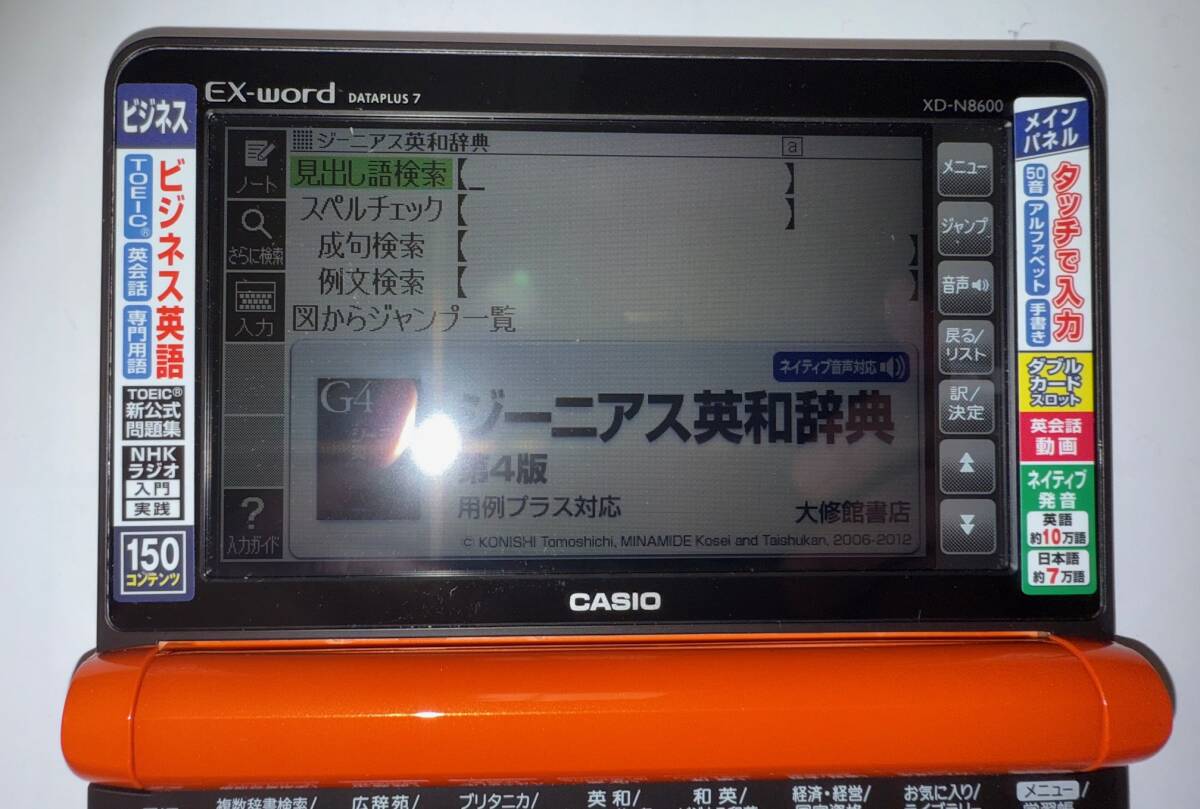 EX-word DATAPLUS 7
XD-N8600
ビジネス
ビジネス英語
TOEIC®
英会話
専門用語
TOEIC®
新公式
問題集
NHK
ラジオ
入門
実践
150
コンテンツ
ノート
さらに検索
入力
?
入力ガイド
ジーニアス英和辞典
a
見出し語検索【_ 】
スペルチェック【 】
成句検索【 】
例文検索【 】
図からジャンプ一覧
ネイティブ音声対応
G4
ジーニアス英和辞典
第4版
用例プラス対応
大修館書店
© KONISHI Tomoshichi, MINAMIDE Kosei and Taishukan, 2006-2012
メニュー
ジャンプ
音声
戻る/
リスト
訳/
決定
メイン
パネル
タッチで入力
50音
アルファベット
手書き
ダブル
カード
スロット
英会話
動画
ネイティブ
発音
英語
約10万語
日本語
約7万語
CASIO
複数辞書検索/
広辞苑/
ブリタニカ/
英和/
和英/
経済・経営/
お気に入り/
メニュー/